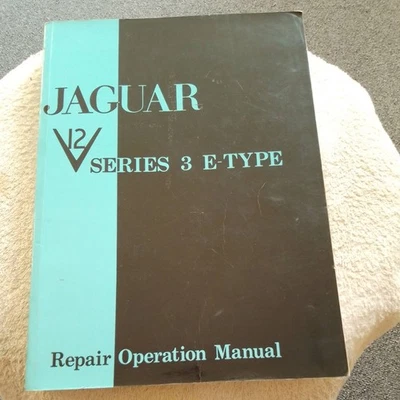 JAGUAR
V12
SERIES 3 E-TYPE
Repair Operation Manual